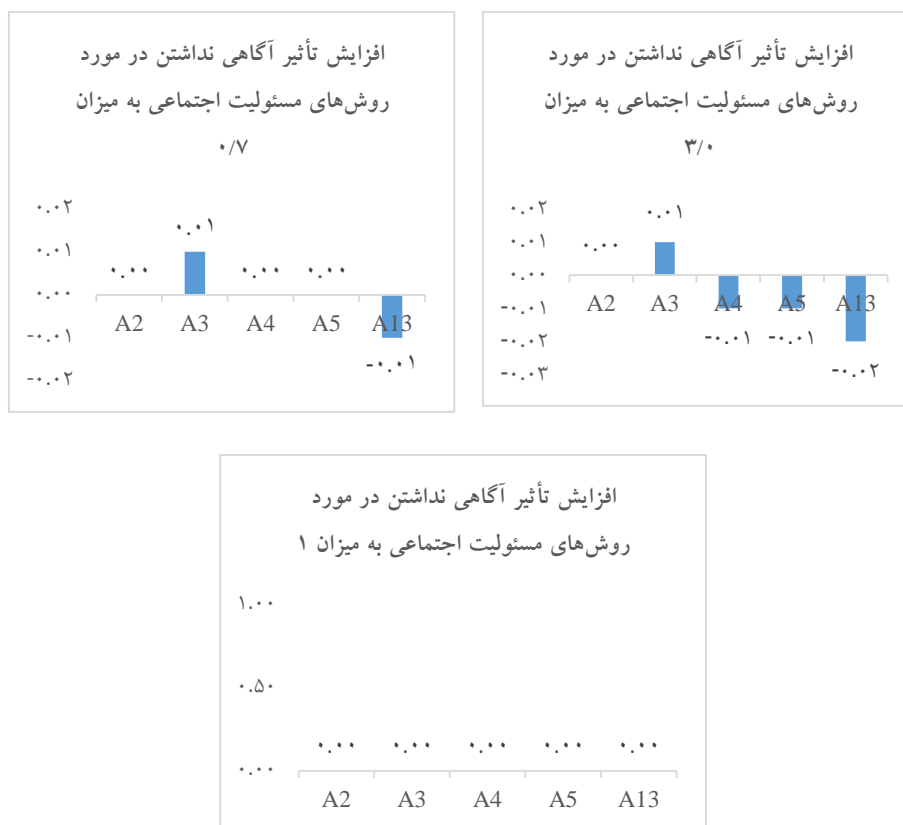 افزایش تأثیر آگاهی نداشتن در مورد
روش‌های مسئولیت اجتماعی به میزان
۳/۰
۰.۰۲
۰.۰۱
۰.۰۰
-۰.۰۱
-۰.۰۲
-۰.۰۳
۰.۰۰
۰.۰۱
-۰.۰۱
-۰.۰۱
-۰.۰۲
A2 A3 A4 A5 A13
افزایش تأثیر آگاهی نداشتن در مورد
روش‌های مسئولیت اجتماعی به میزان
۰/۷
۰.۰۲
۰.۰۱
۰.۰۰
-۰.۰۱
-۰.۰۲
۰.۰۰
۰.۰۱
۰.۰۰
۰.۰۰
-۰.۰۱
A2 A3 A4 A5 A13
افزایش تأثیر آگاهی نداشتن در مورد
روش‌های مسئولیت اجتماعی به میزان ۱
۱.۰۰
۰.۵۰
۰.۰۰
۰.۰۰ ۰.۰۰ ۰.۰۰ ۰.۰۰ ۰.۰۰
A2 A3 A4 A5 A13